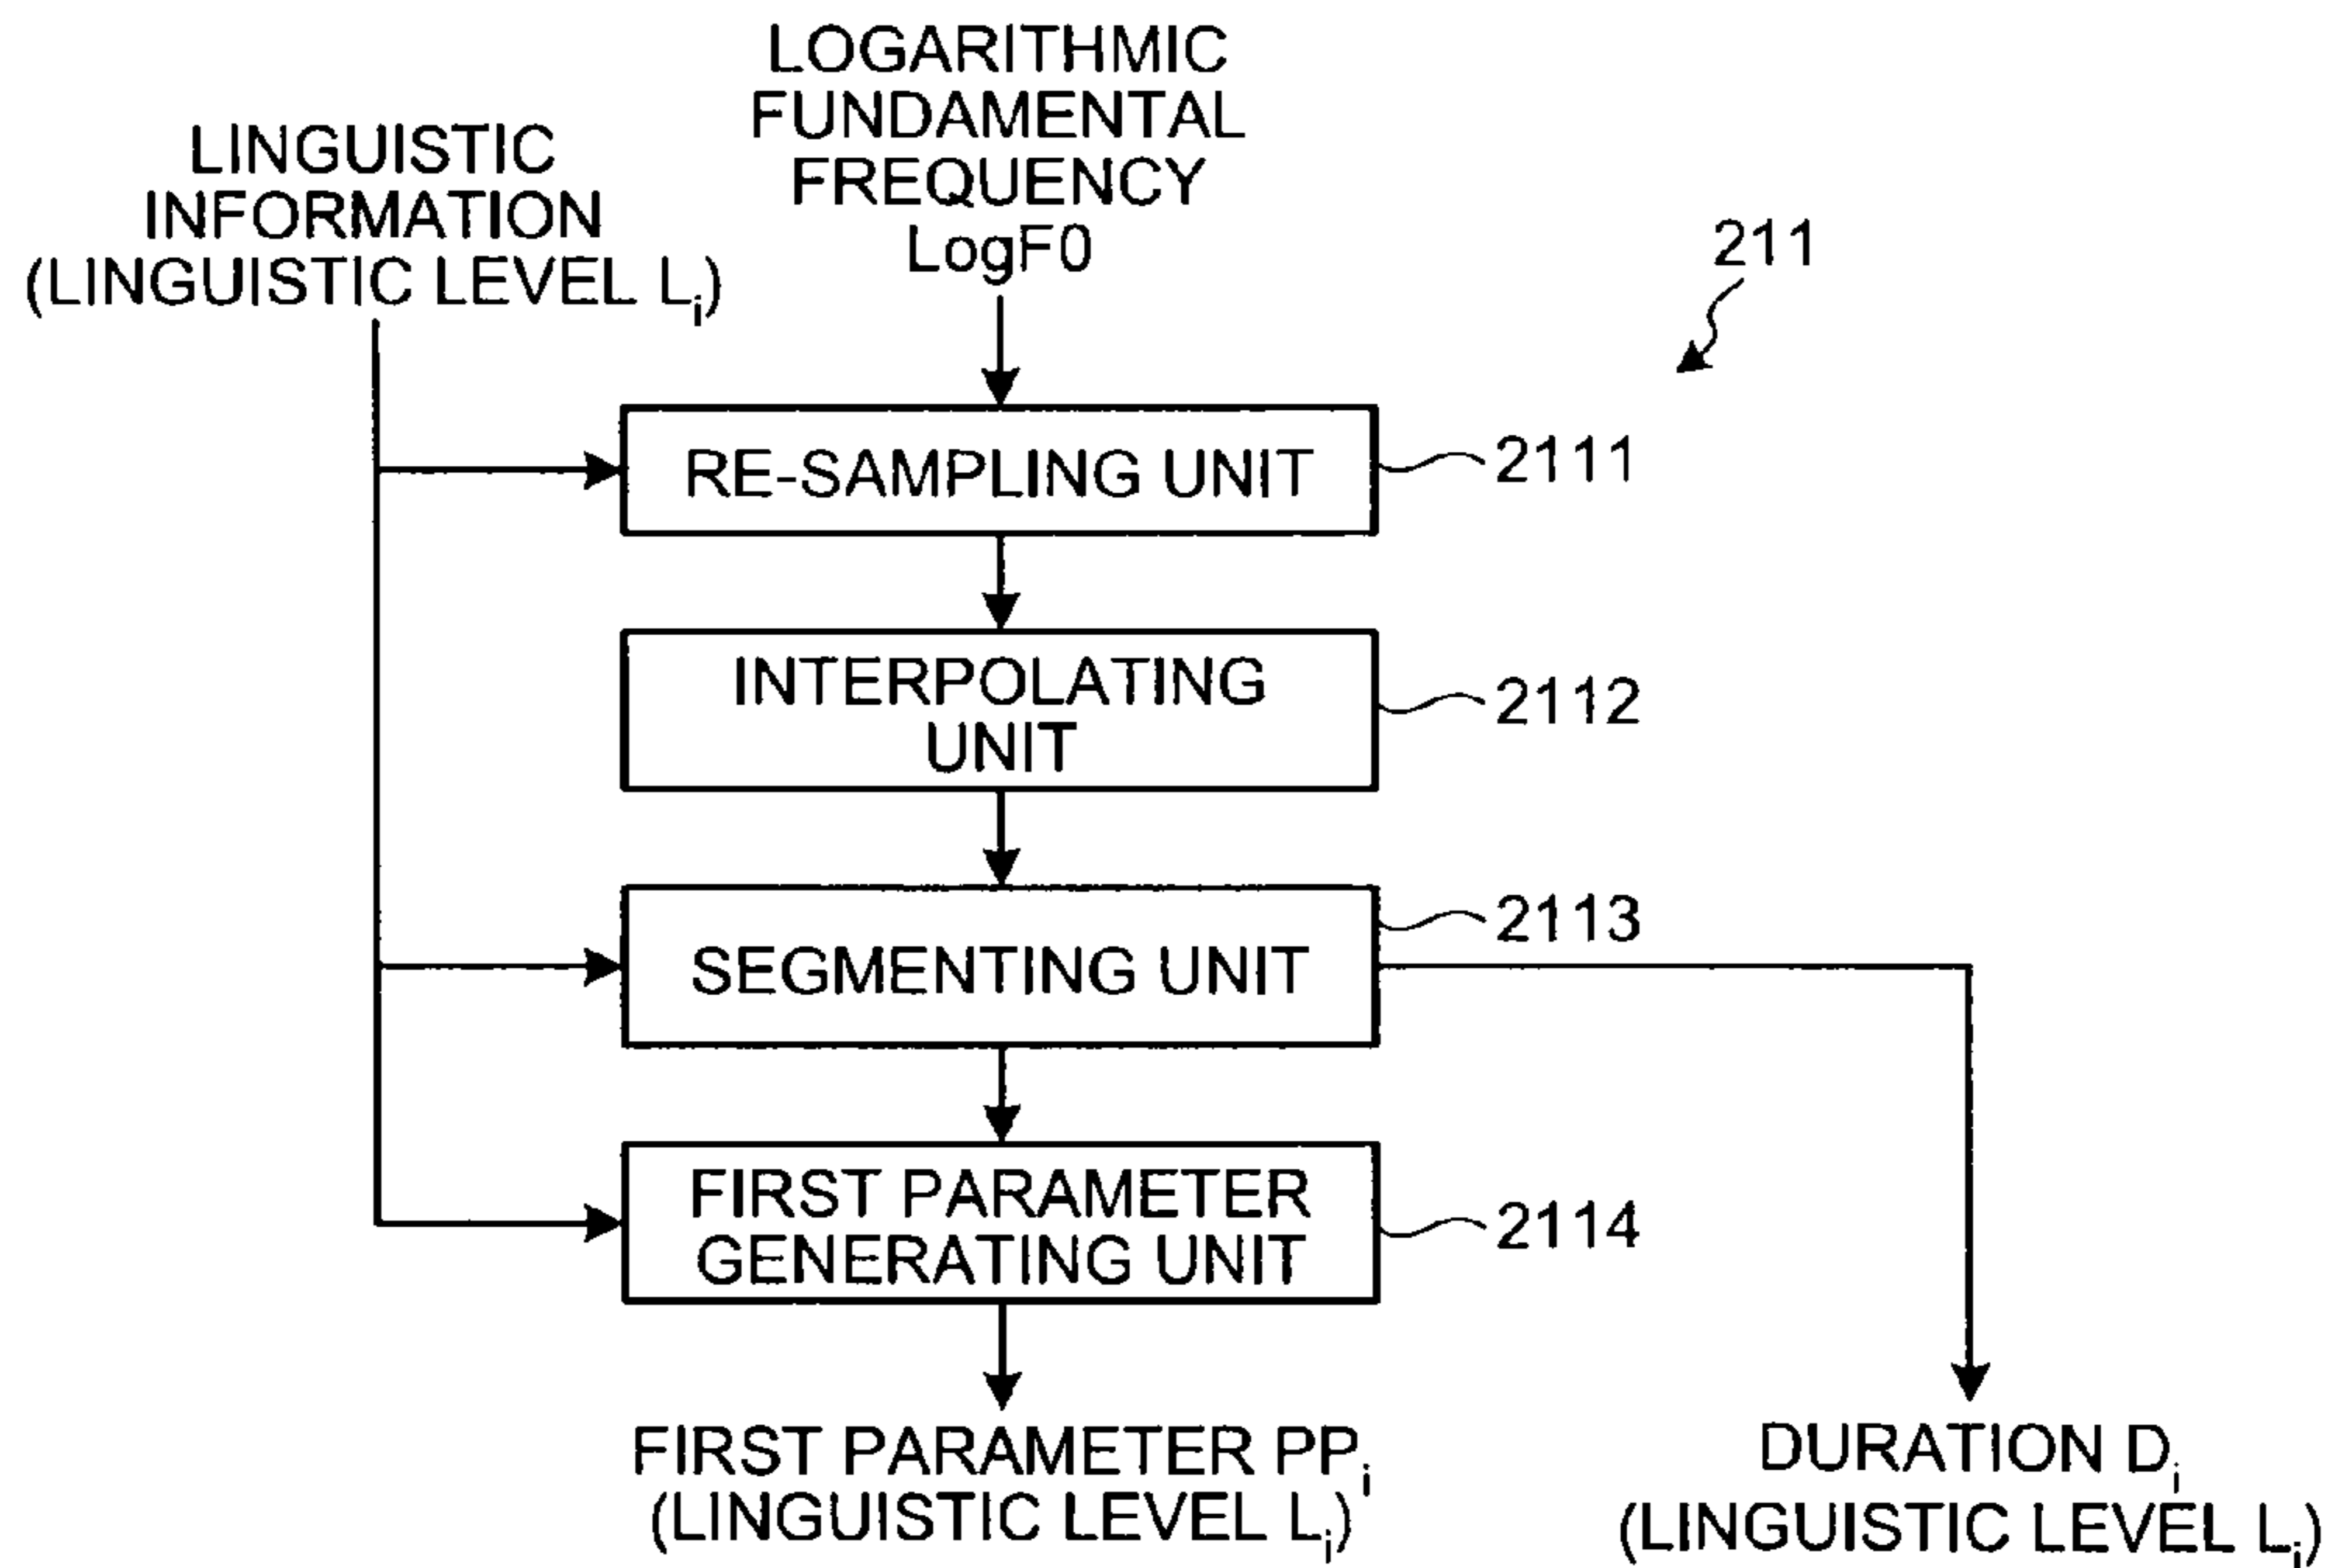 LOGARITHMIC
FUNDAMENTAL
FREQUENCY
LogF0
LINGUISTIC
INFORMATION
(LINGUISTIC LEVEL Li)
211
RE-SAMPLING UNIT
2111
INTERPOLATING
UNIT
2112
SEGMENTING UNIT
2113
FIRST PARAMETER
GENERATING UNIT
2114
FIRST PARAMETER PPi
(LINGUISTIC LEVEL Li)
DURATION Di
(LINGUISTIC LEVEL Li)